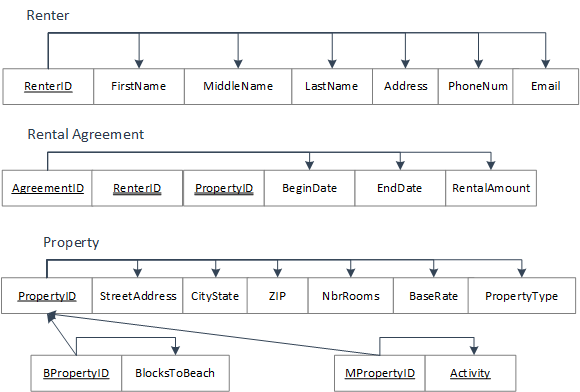 Renter
RenterID FirstName MiddleName LastName Address PhoneNum Email
Rental Agreement
AgreementID RenterID PropertyID BeginDate EndDate RentalAmount
Property
PropertyID StreetAddress CityState ZIP NbrRooms BaseRate PropertyType
BPropertyID BlocksToBeach MPropertyID Activity